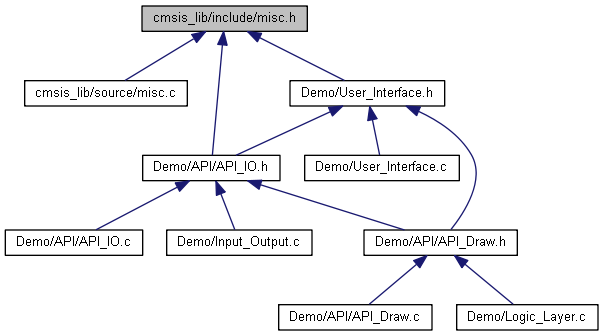 cmsis_lib/include/misc.h
cmsis_lib/source/misc.c
Demo/User_Interface.h
Demo/API/API_IO.h
Demo/User_Interface.c
Demo/API/API_IO.c
Demo/Input_Output.c
Demo/API/API_Draw.h
Demo/API/API_Draw.c
Demo/Logic_Layer.c